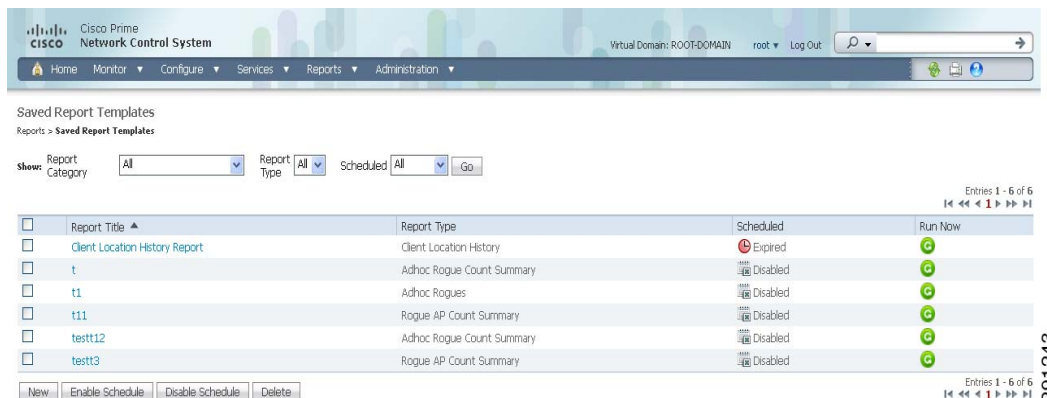 Cisco Prime
CISCO Network Control System
Virtual Domain: ROOT-DOMAIN root Log Out
Home Monitor Configure Services Reports Administration
Saved Report Templates
Reports > Saved Report Templates
Show: Report Category All Report Type All Scheduled All Go
Entries 1 - 6 of 6
1
Report Title Report Type Scheduled Run Now
Client Location History Report Client Location History Expired
t Adhoc Rogue Count Summary Disabled
t1 Adhoc Rogues Disabled
t11 Rogue AP Count Summary Disabled
testt12 Adhoc Rogue Count Summary Disabled
testt3 Rogue AP Count Summary Disabled
New Enable Schedule Disable Schedule Delete
Entries 1 - 6 of 6
1